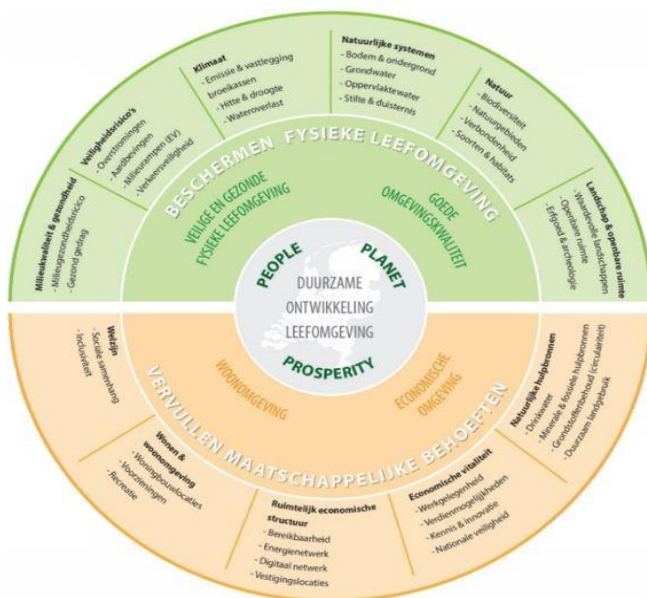 Milieukwaliteit & gezondheid
- Milieugezondheidsricico
- Gezond gedrag
Veiligheidsrisico's
- Overstromingen
- Aardbevingen
- Milieurampen (EV)
- Verkeersveiligheid
Klimaat
- Emissie & vastlegging
broeikassen
- Hitte & droogte
- Wateroverlast
Natuurlijke systemen
- Bodem & ondergrond
- Grondwater
- Oppervlaktewater
- Stilte & duisternis
Natuur
- Biodiversiteit
- Natuurgebieden
- Verbondenheid
- Soorten & habitats
Landschap & openbare ruimte
- Waardevolle landschappen
- Openbare ruimte
- Erfgoed & archeologie
BESCHERMEN FYSIEKE LEEFOMGEVING
VEILIGE EN GEZONDE
FYSIEKE LEEFOMGEVING
GOEDE
OMGEVINGSKWALITEIT
PEOPLE
PLANET
DUURZAME
ONTWIKKELING
LEEFOMGEVING
PROSPERITY
WOONOMGEVING
ECONOMISCHE
OMGEVING
VERVULLEN MAATSCHAPPELIJKE BEHOEFTEN
Welzijn
- Sociale samenhang
- Inclusiviteit
Wonen &
woonomgeving
- Woningbouwlocaties
- Voorzieningen
- Recreatie
Ruimtelijk economische
structuur
- Bereikbaarheid
- Energienetwerk
- Digitaal netwerk
- Vestigingslocaties
Economische vitaliteit
- Werkgelegenheid
- Verdienmogelijkheden
- Kennis & innovatie
- Nationale veiligheid
Natuurlijke hulpbronnen
- Drinkwater
- Minerale & fossiele hulpbronnen
- Grondstoffenbehoud (circulariteit)
- Duurzaam landgebruik